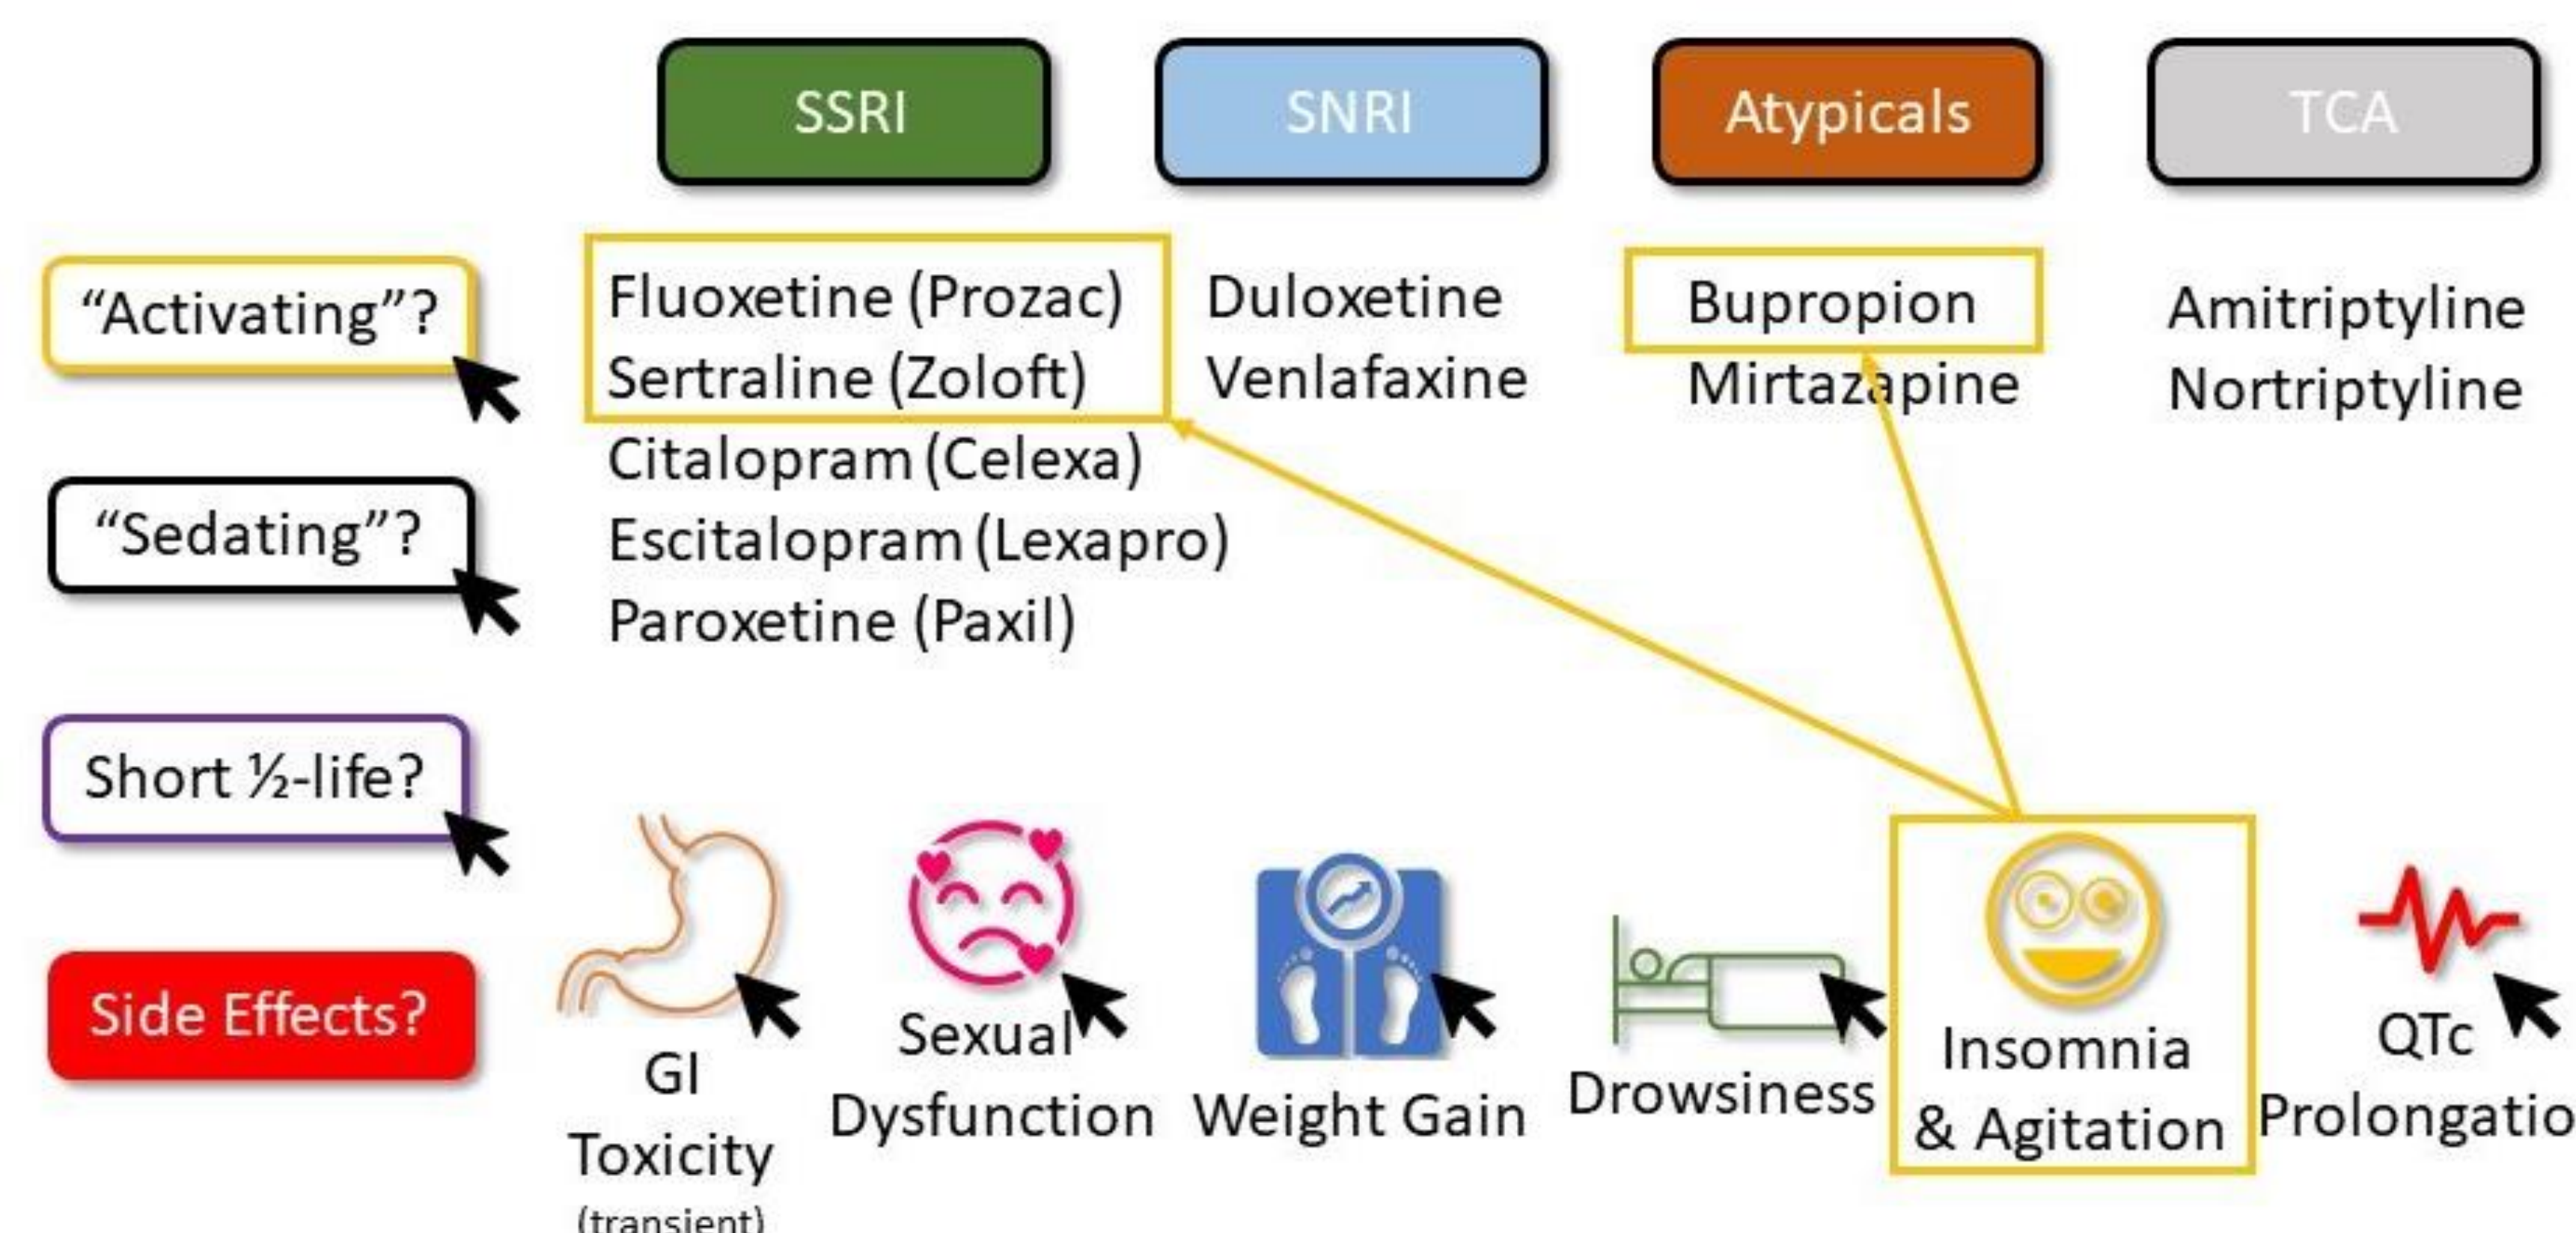 SSRI
SNRI
Atypicals
TCA
“Activating”?
Fluoxetine (Prozac)
Sertraline (Zoloft)
Citalopram (Celexa)
Escitalopram (Lexapro)
Paroxetine (Paxil)
Duloxetine
Venlafaxine
Bupropion
Mirtazapine
Amitriptyline
Nortriptyline
“Sedating”?
Short ½-life?
Side Effects?
GI
Toxicity
(transient)
Sexual
Dysfunction
Weight Gain
Drowsiness
Insomnia
& Agitation
QTc
Prolongatio